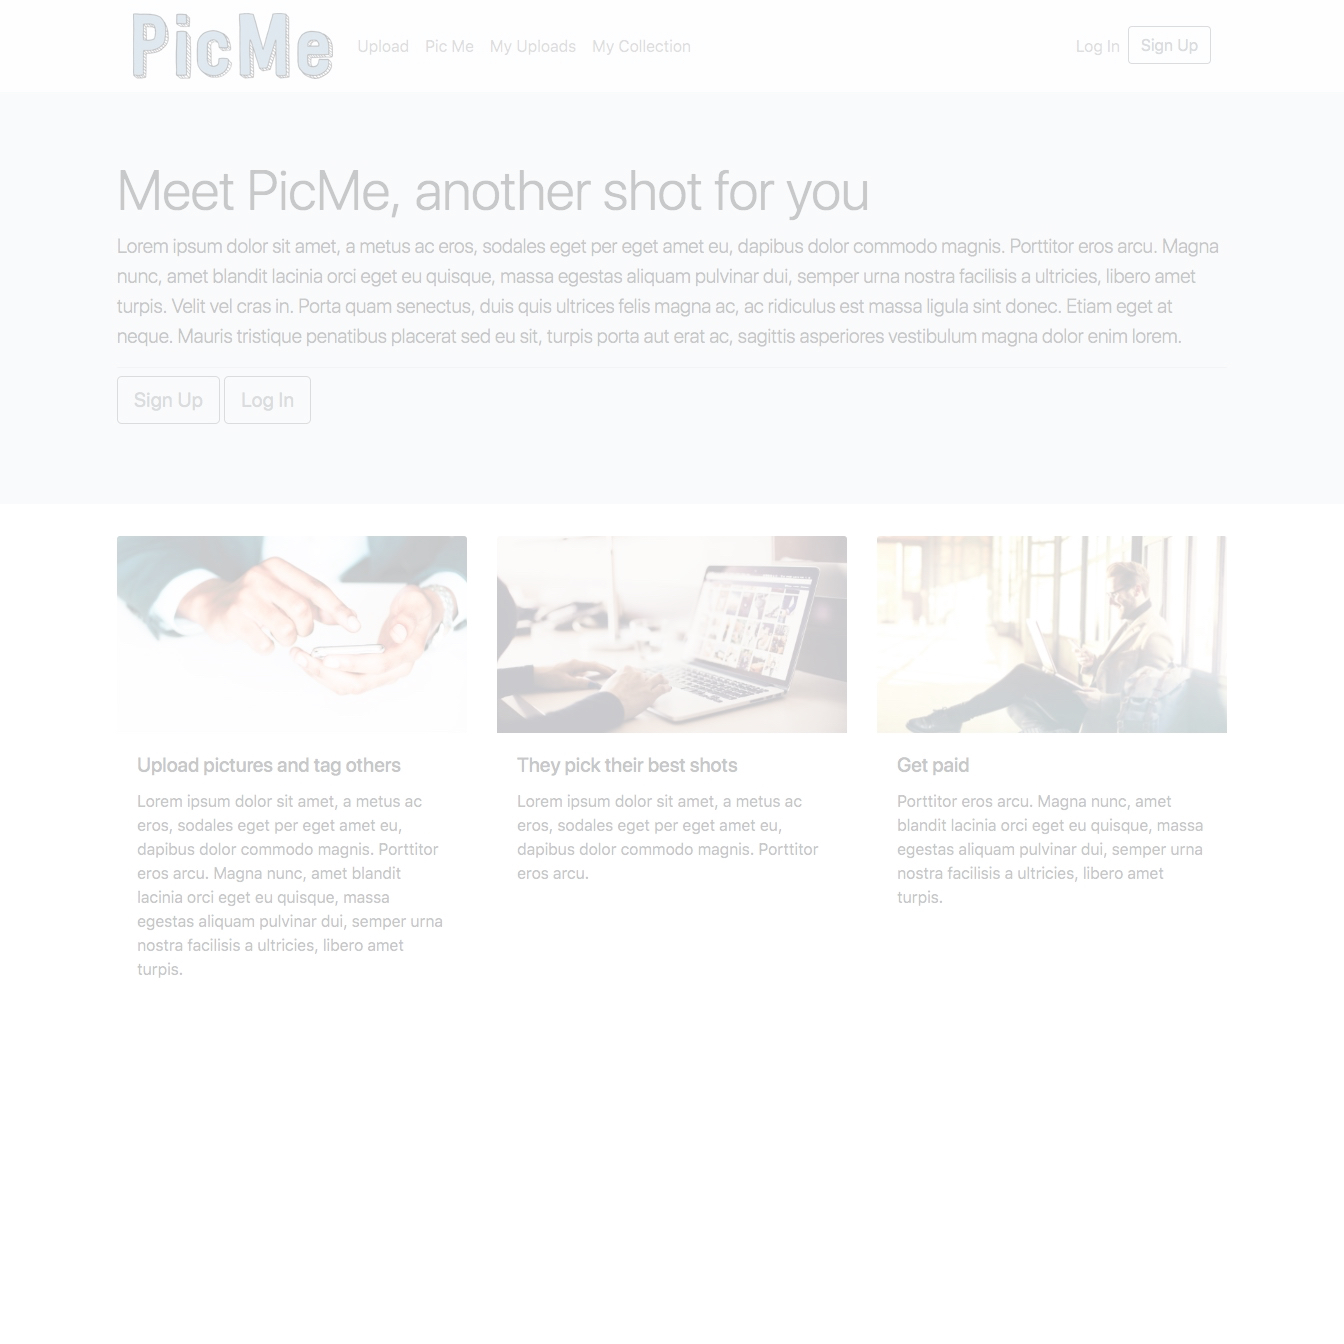 PicMe
Upload Pic Me My Uploads My Collection
Log In Sign Up
Meet PicMe, another shot for you
Lorem ipsum dolor sit amet, a metus ac eros, sodales eget per eget amet eu, dapibus dolor commodo magnis. Porttitor eros arcu. Magna
nunc, amet blandit lacinia orci eget eu quisque, massa egestas aliquam pulvinar dui, semper urna nostra facilisis a ultricies, libero amet
turpis. Velit vel cras in. Porta quam senectus, duis quis ultrices felis magna ac, ac ridiculus est massa ligula sint donec. Etiam eget at
neque. Mauris tristique penatibus placerat sed eu sit, turpis porta aut erat ac, sagittis asperiores vestibulum magna dolor enim lorem.
Sign Up Log In
Upload pictures and tag others
Lorem ipsum dolor sit amet, a metus ac
eros, sodales eget per eget amet eu,
dapibus dolor commodo magnis. Porttitor
eros arcu. Magna nunc, amet blandit
lacinia orci eget eu quisque, massa
egestas aliquam pulvinar dui, semper urna
nostra facilisis a ultricies, libero amet
turpis.
They pick their best shots
Lorem ipsum dolor sit amet, a metus ac
eros, sodales eget per eget amet eu,
dapibus dolor commodo magnis. Porttitor
eros arcu.
Get paid
Porttitor eros arcu. Magna nunc, amet
blandit lacinia orci eget eu quisque, massa
egestas aliquam pulvinar dui, semper urna
nostra facilisis a ultricies, libero amet
turpis.